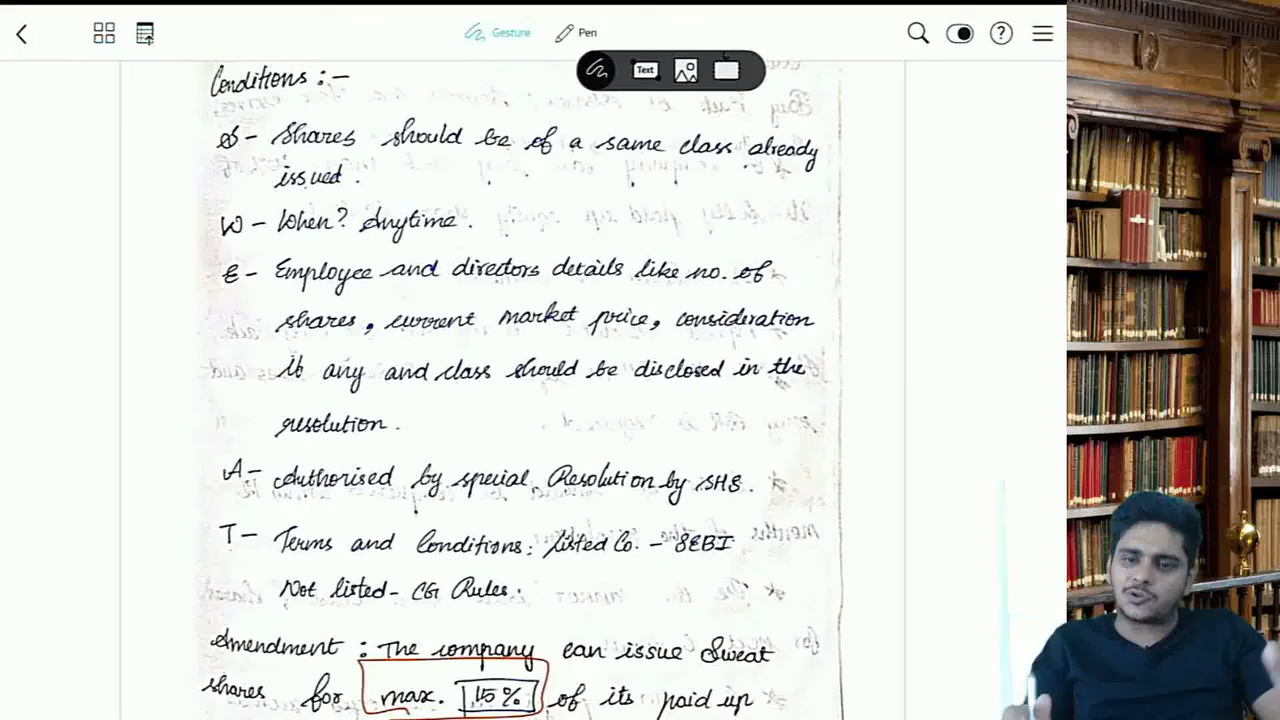 Gesture
Pen
Text
Conditions :-
S - Shares should be of a same class already
issued.
W - When? Anytime.
E - Employee and directors details like no. of
shares, current market price, consideration
if any and class should be disclosed in the
resolution.
A - Authorised by special Resolution by SHS.
T - Terms and Conditions: Listed Co. - SEBI
Not listed - CG Rules.
Amendment : The company can issue Sweat
shares for max. 15% of its paid up